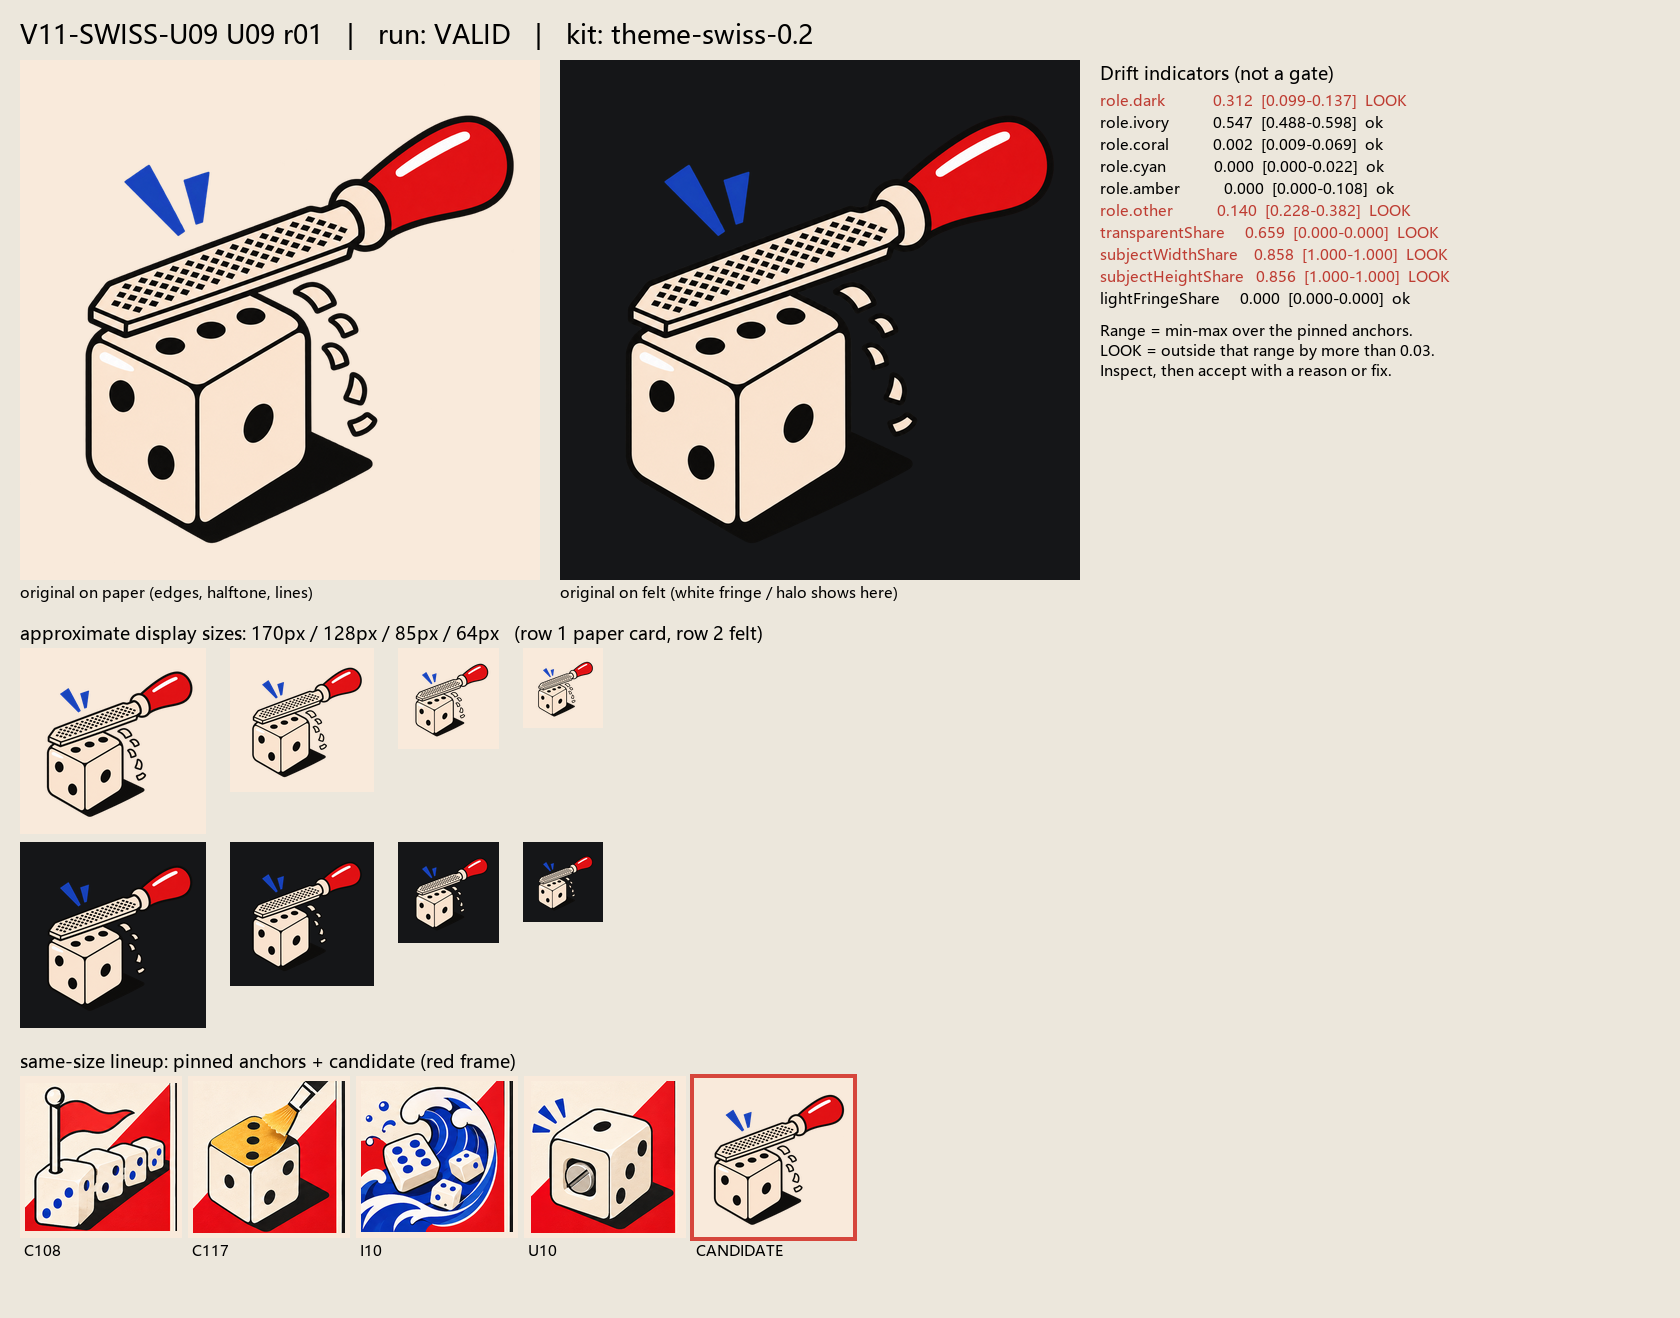 V11-SWISS-U09 U09 r01 | run: VALID | kit: theme-swiss-0.2
Drift indicators (not a gate)
role.dark 0.312 [0.099-0.137] LOOK
role.ivory 0.547 [0.488-0.598] ok
role.coral 0.002 [0.009-0.069] ok
role.cyan 0.000 [0.000-0.022] ok
role.amber 0.000 [0.000-0.108] ok
role.other 0.140 [0.228-0.382] LOOK
transparentShare 0.659 [0.000-0.000] LOOK
subjectWidthShare 0.858 [1.000-1.000] LOOK
subjectHeightShare 0.856 [1.000-1.000] LOOK
lightFringeShare 0.000 [0.000-0.000] ok
Range = min-max over the pinned anchors.
LOOK = outside that range by more than 0.03.
Inspect, then accept with a reason or fix.
original on paper (edges, halftone, lines)
original on felt (white fringe / halo shows here)
approximate display sizes: 170px / 128px / 85px / 64px (row 1 paper card, row 2 felt)
same-size lineup: pinned anchors + candidate (red frame)
C108
C117
I10
U10
CANDIDATE